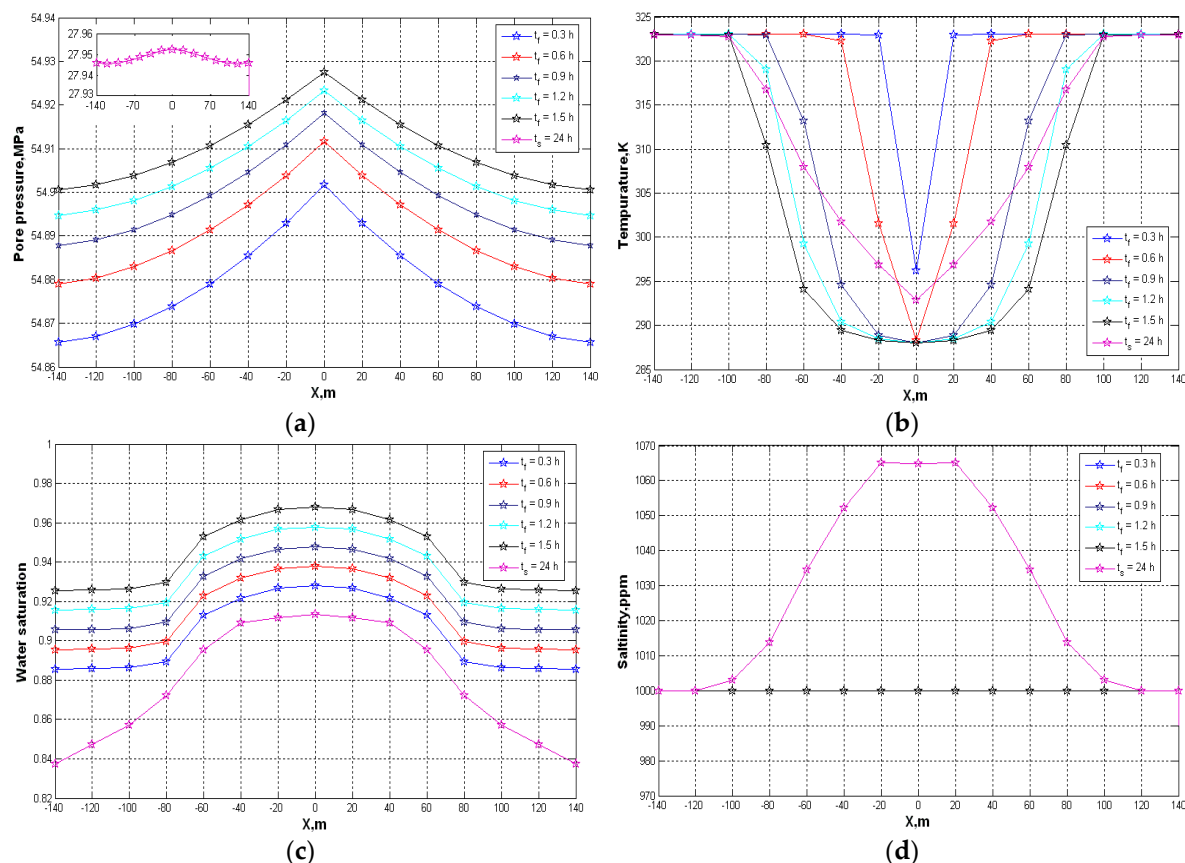 54.94
54.93
54.92
54.91
54.90
54.89
54.88
54.87
54.86
Pore pressure,MPa
27.96
27.95
27.94
27.93
-140 -70 0 70 140
t_f = 0.3 h
t_f = 0.6 h
t_f = 0.9 h
t_f = 1.2 h
t_f = 1.5 h
t_s = 24 h
-140 -120 -100 -80 -60 -40 -20 0 20 40 60 80 100 120 140
X,m
(a)
325
320
315
310
305
300
295
290
285
Tempurature,K
t_f = 0.3 h
t_f = 0.6 h
t_f = 0.9 h
t_f = 1.2 h
t_f = 1.5 h
t_s = 24 h
-140 -120 -100 -80 -60 -40 -20 0 20 40 60 80 100 120 140
X,m
(b)
1
0.98
0.96
0.94
0.92
0.9
0.88
0.86
0.84
0.82
Water saturation
t_f = 0.3 h
t_f = 0.6 h
t_f = 0.9 h
t_f = 1.2 h
t_f = 1.5 h
t_s = 24 h
-140 -120 -100 -80 -60 -40 -20 0 20 40 60 80 100 120 140
X,m
(c)
1070
1060
1050
1040
1030
1020
1010
1000
990
980
970
Saltinity,ppm
t_f = 0.3 h
t_f = 0.6 h
t_f = 0.9 h
t_f = 1.2 h
t_f = 1.5 h
t_s = 24 h
-140 -120 -100 -80 -60 -40 -20 0 20 40 60 80 100 120 140
X,m
(d)